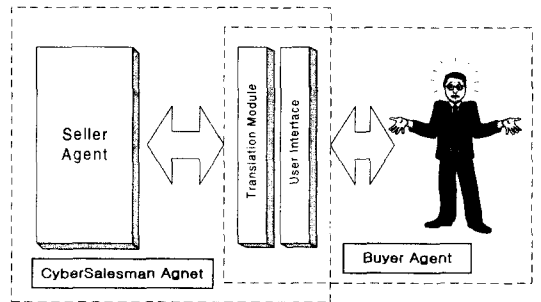 Seller
Agent
Translation Module
User Interface
CyberSalesman Agnet
Buyer Agent